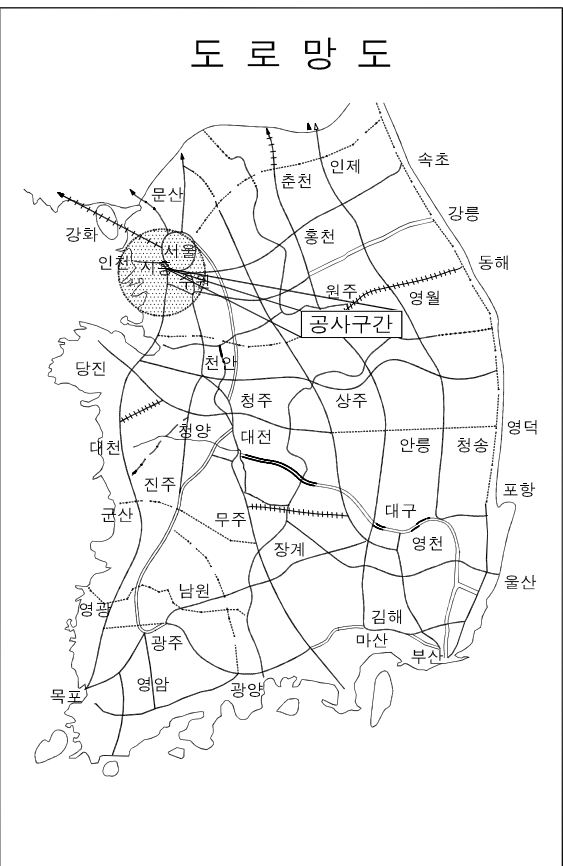 도 로 망 도
속초
인제
춘천
문산
강릉
강화
홍천
서울
인천
시흥
동해
원주
영월
공사구간
천안
당진
청주
상주
영덕
청양
대전
대천
안릉
청송
진주
포항
군산
무주
대구
영천
장계
울산
남원
영광
김해
광주
마산
부산
영암
목포
광양